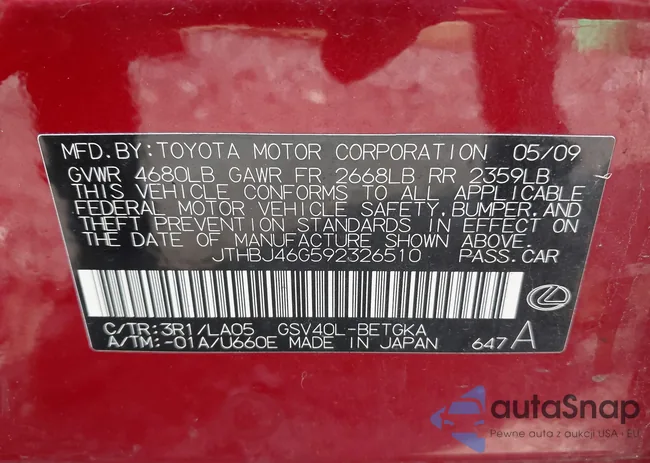 MFD.BY:TOYOTA MOTOR CORPORATION 05/09
GVWR 4680LB GAWR FR 2668LB RR 2359LB
THIS VEHICLE CONFORMS TO ALL APPLICABLE
FEDERAL MOTOR VEHICLE SAFETY,BUMPER,AND
THEFT PREVENTION STANDARDS IN EFFECT ON
THE DATE OF MANUFACTURE SHOWN ABOVE.
JTHBJ46G592326510 PASS.CAR
C/TR:3R1/LA05 GSV40L-BETGKA
A/TM:-01A/U660E MADE IN JAPAN 647 A
autaSnap
Pewne auta z aukcji USA · EU